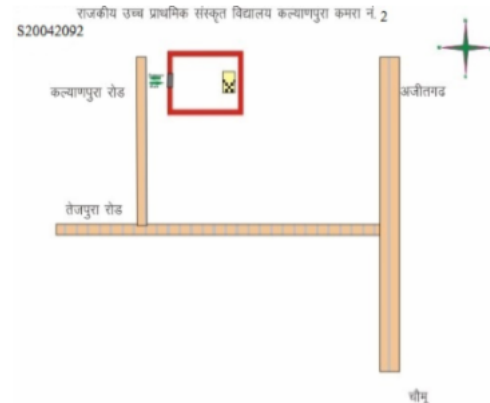 राजकीय उच्च प्राथमिक संस्कृत विद्यालय कल्याणपुरा कमरा नं. 2
S20042092
कल्याणपुरा रोड
अजीतगढ
तेजपुरा रोड
चौमू